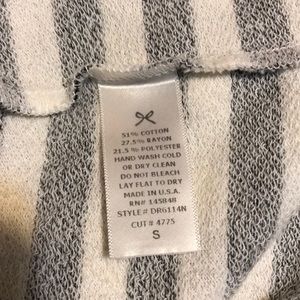 51% COTTON
27.5% RAYON
21.5% POLYESTER
HAND WASH COLD
OR DRY CLEAN
DO NOT BLEACH
LAY FLAT TO DRY
MADE IN U.S.A.
RN# 145848
STYLE# DR6114N
CUT# 4775
S